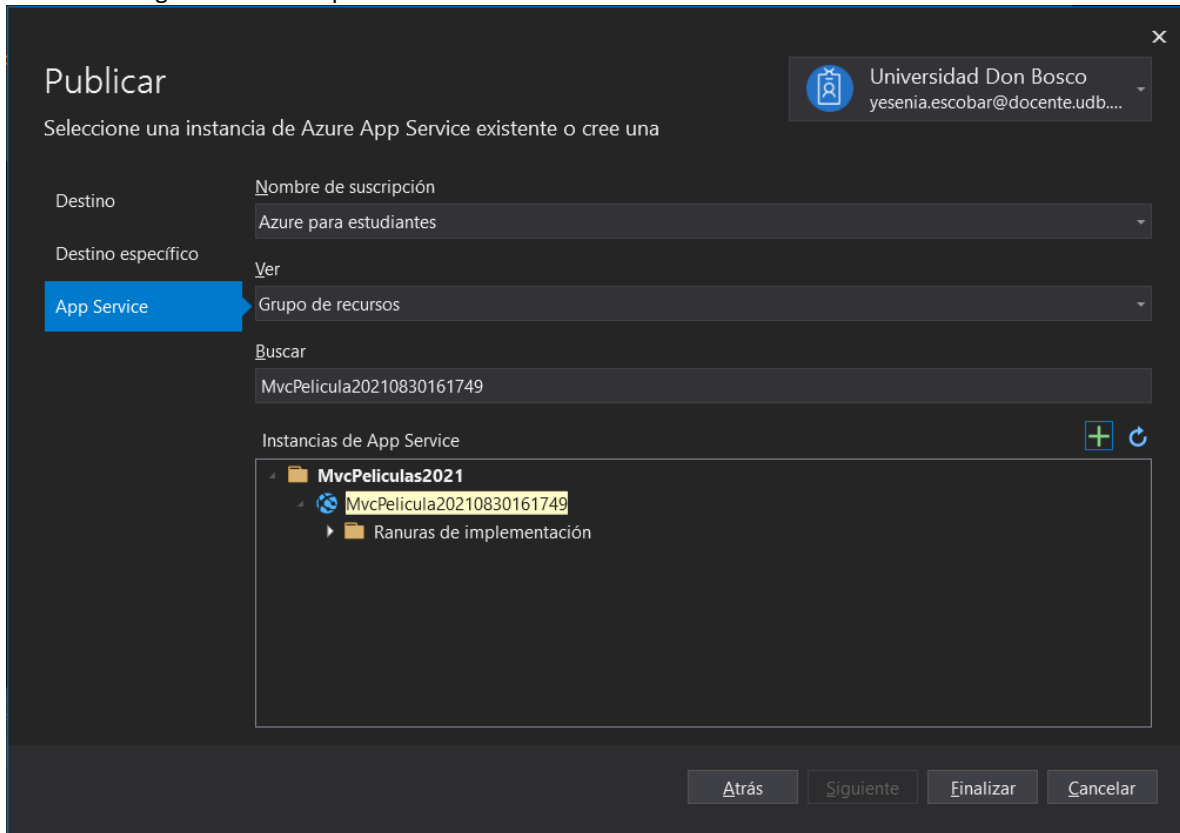 Publicar
Universidad Don Bosco
yesenia.escobar@docente.udb....
Seleccione una instancia de Azure App Service existente o cree una
Destino
Destino específico
App Service
Nombre de suscripción
Azure para estudiantes
Ver
Grupo de recursos
Buscar
MvcPelicula20210830161749
Instancias de App Service
MvcPeliculas2021
MvcPelicula20210830161749
Ranuras de implementación
Atrás
Siguiente
Finalizar
Cancelar